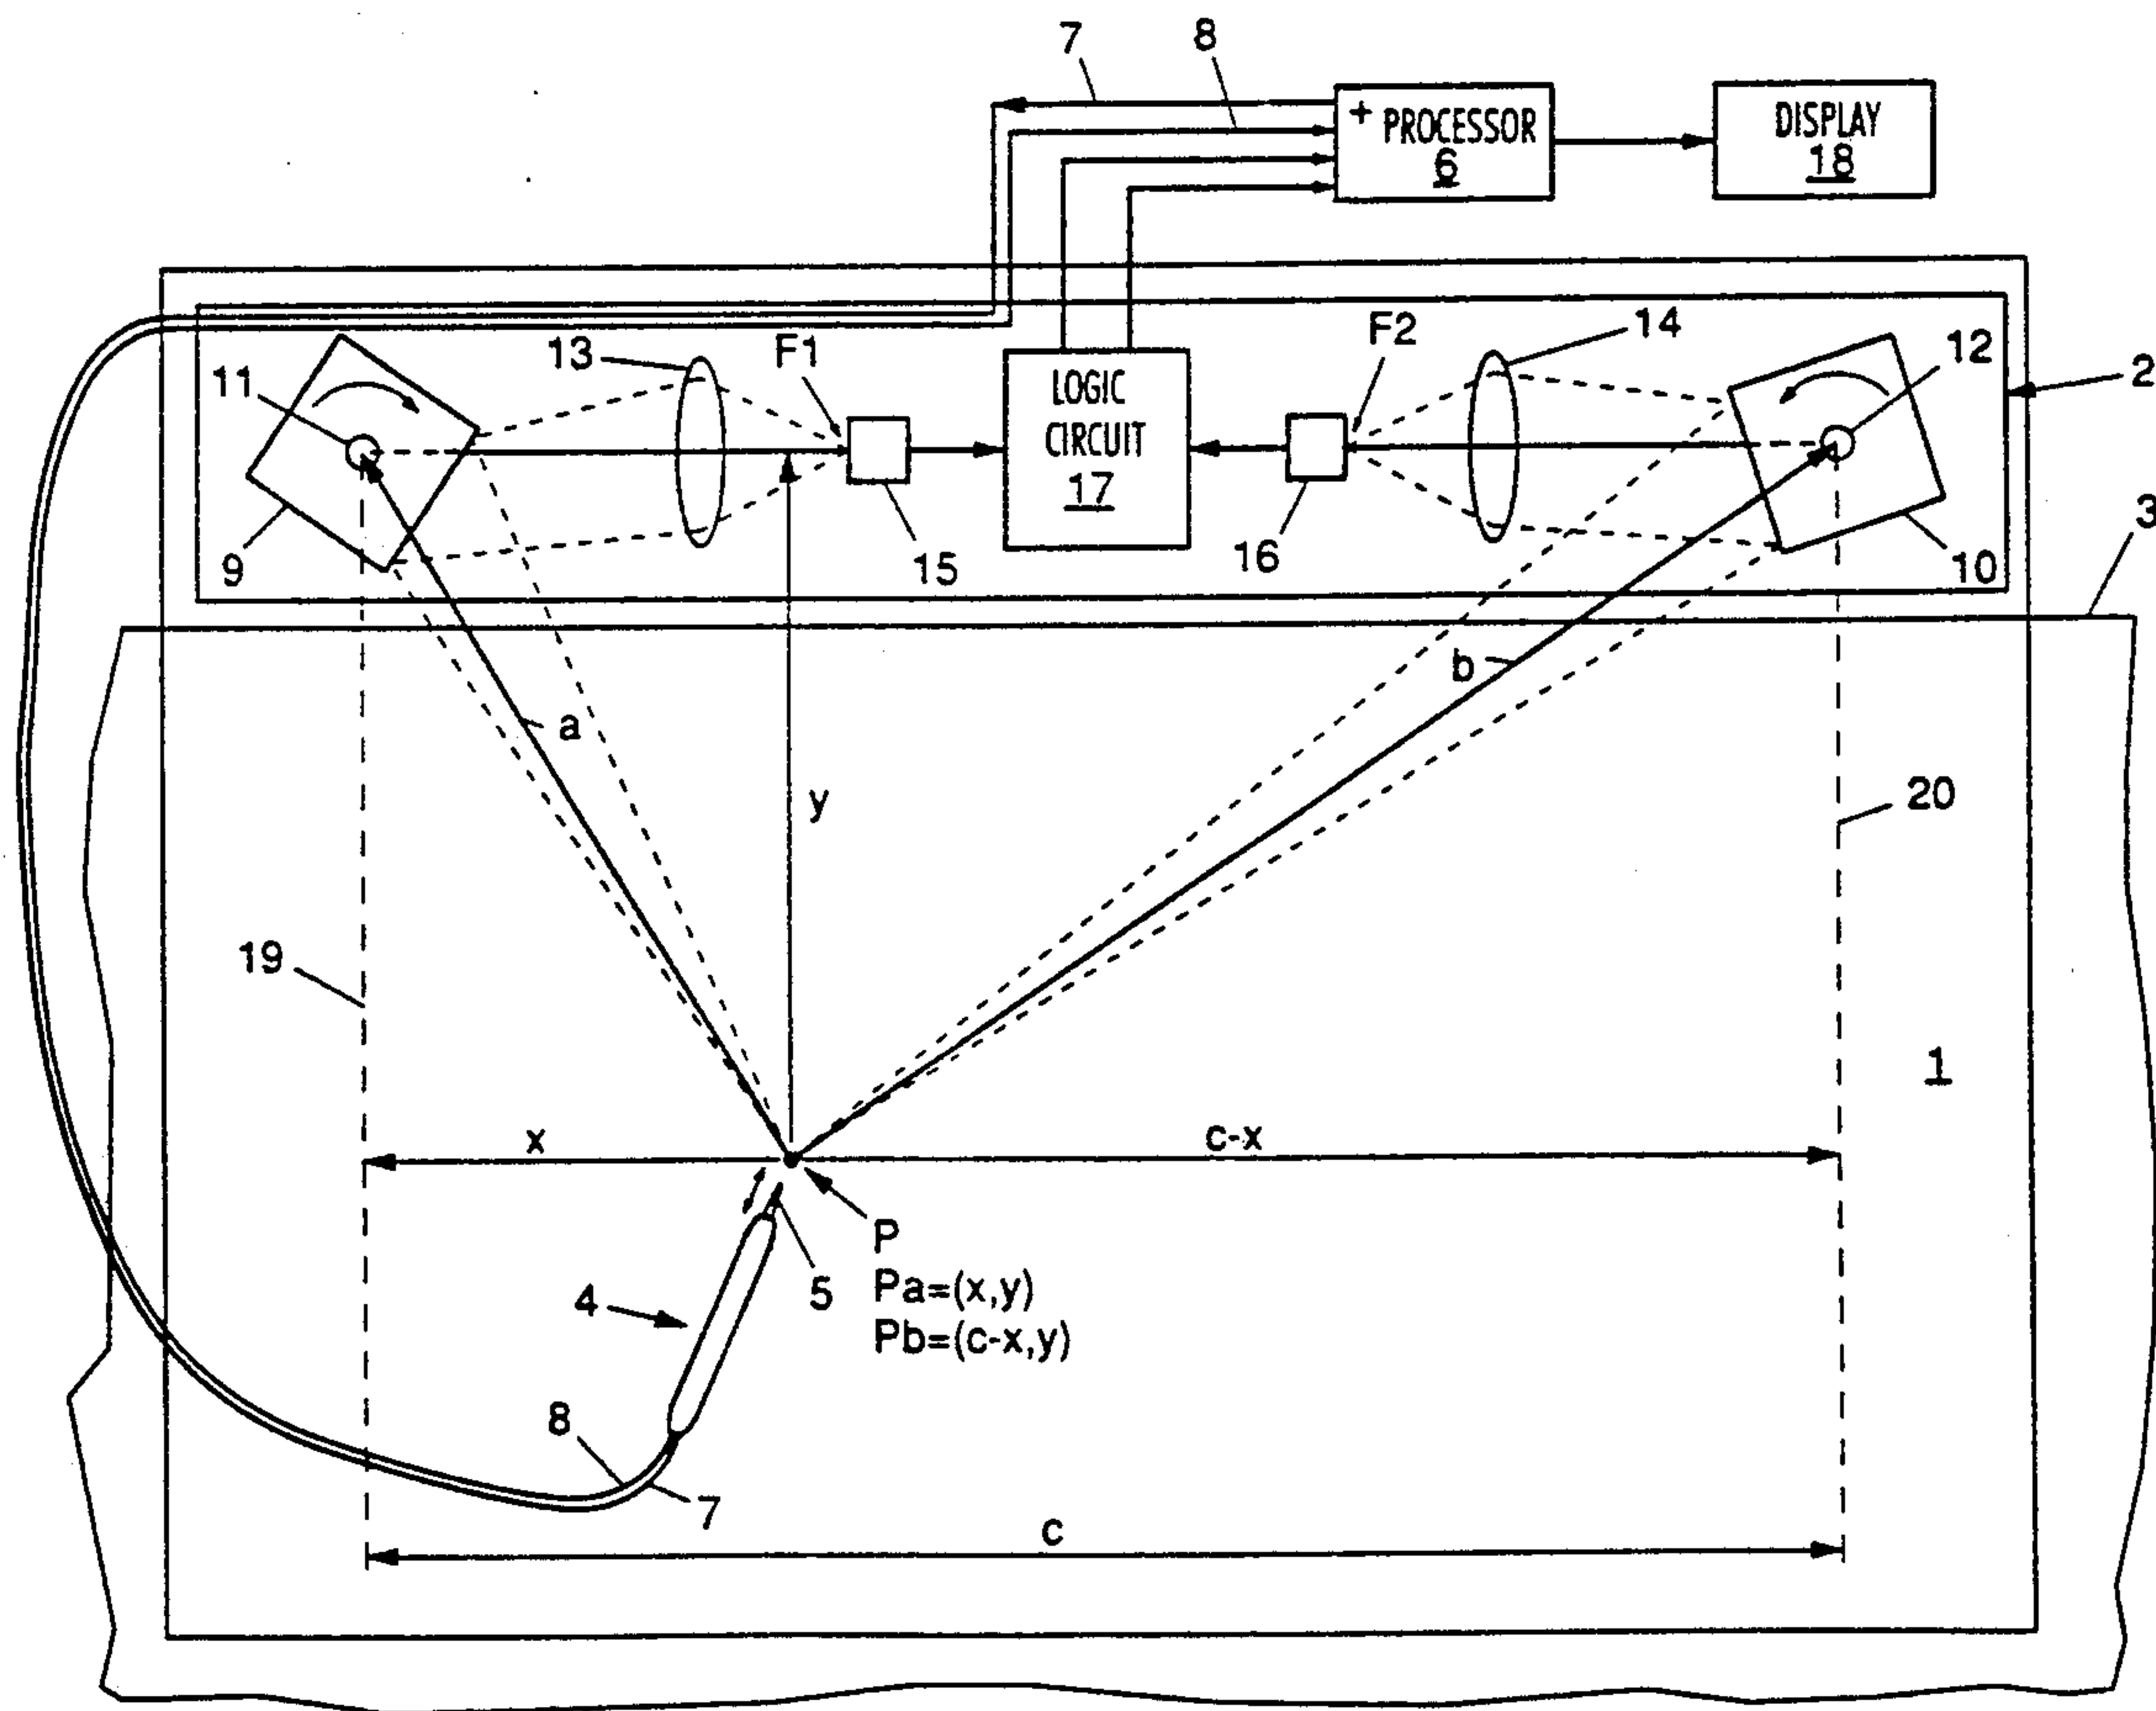 7
8
+ PROCESSOR
6
DISPLAY
18
13
F1
LOGIC
CIRCUIT
17
F2
14
12
2
11
9
15
16
10
3
a
b
y
20
19
1
x
c-x
P
Pa=(x,y)
Pb=(c-x,y)
5
4
8
7
c